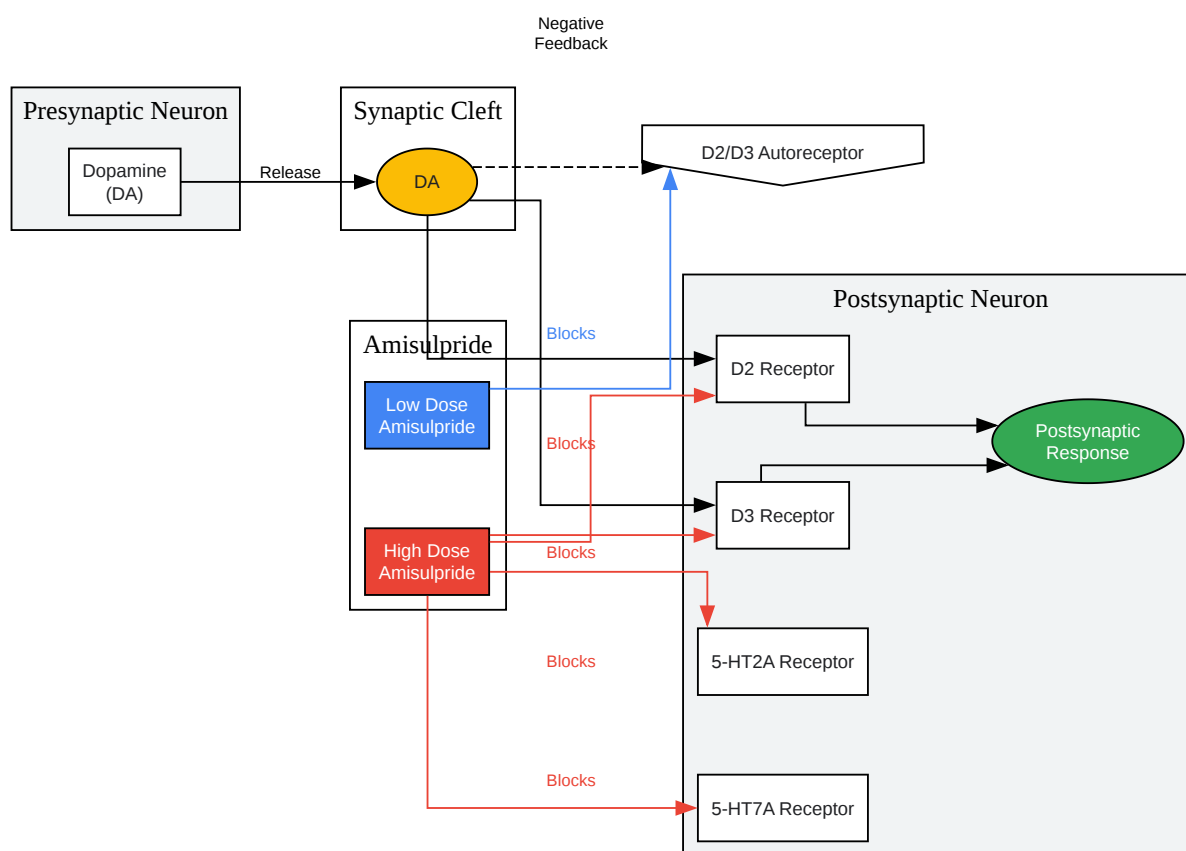 Negative
Feedback
Presynaptic Neuron
Synaptic Cleft
Dopamine
(DA)
Release
DA
D2/D3 Autoreceptor
Postsynaptic Neuron
Amisulpride
Blocks
D2 Receptor
Low Dose
Amisulpride
Blocks
Postsynaptic
Response
D3 Receptor
High Dose
Amisulpride
Blocks
Blocks
5-HT2A Receptor
Blocks
5-HT7A Receptor